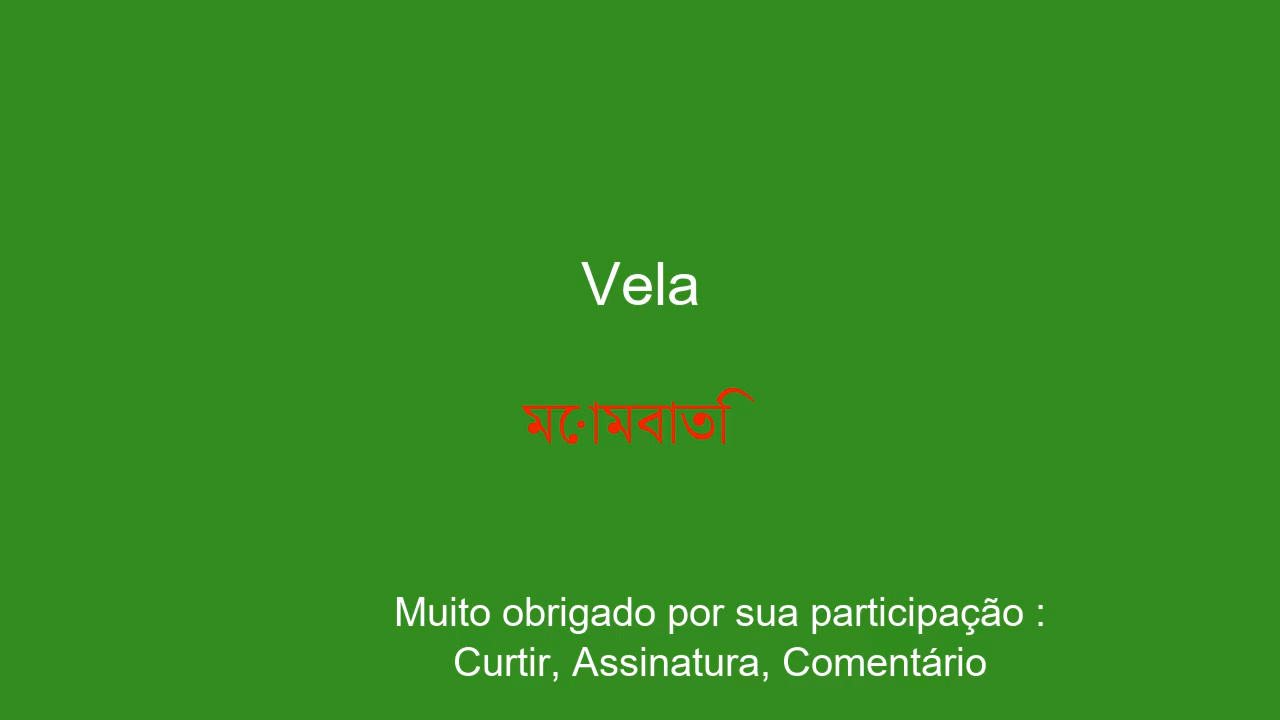 Vela
মোমবাতি
Muito obrigado por sua participação :
Curtir, Assinatura, Comentário